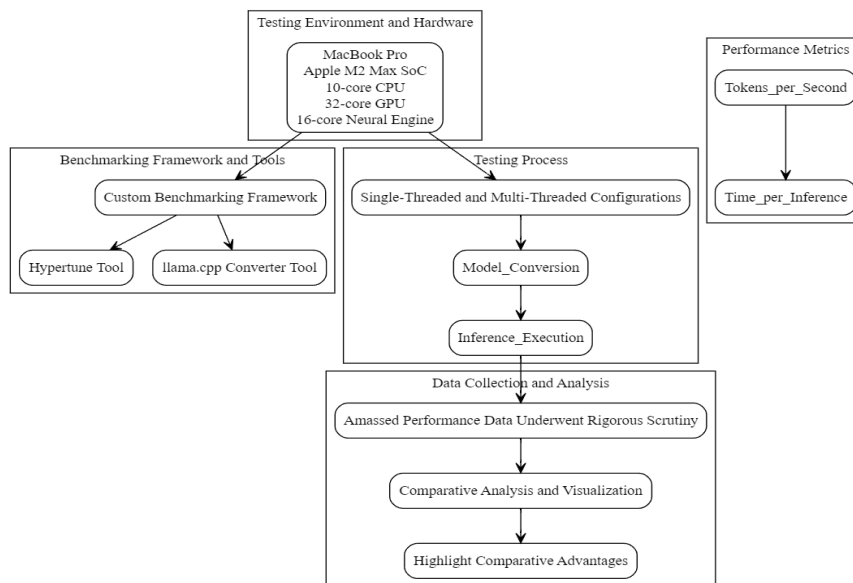 Testing Environment and Hardware
MacBook Pro
Apple M2 Max SoC
10-core CPU
32-core GPU
16-core Neural Engine
Performance Metrics
Tokens_per_Second
Time_per_Inference
Benchmarking Framework and Tools
Custom Benchmarking Framework
Hypertune Tool
llama.cpp Converter Tool
Testing Process
Single-Threaded and Multi-Threaded Configurations
Model_Conversion
Inference_Execution
Data Collection and Analysis
Amassed Performance Data Underwent Rigorous Scrutiny
Comparative Analysis and Visualization
Highlight Comparative Advantages